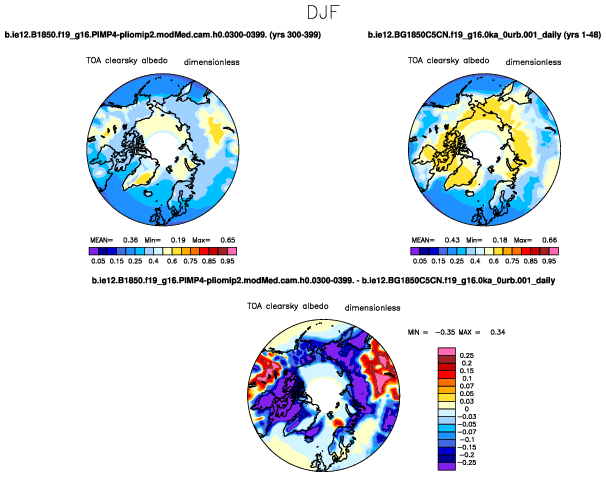 DJF
b.ie12.B1850.f19_g16.PIMP4-pliomip2.modMed.cam.h0.0300-0399. (yrs 300-399)
b.ie12.BG1850C5CN.f19_g16.0ka_0urb.001_daily (yrs 1-48)
TOA clearsky albedo dimensionless
TOA clearsky albedo dimensionless
MEAN= 0.36 Min= 0.19 Max= 0.65
MEAN= 0.43 Min= 0.18 Max= 0.66
0.05 0.15 0.25 0.4 0.6 0.75 0.85 0.95
0.05 0.15 0.25 0.4 0.6 0.75 0.85 0.95
b.ie12.B1850.f19_g16.PIMP4-pliomip2.modMed.cam.h0.0300-0399. - b.ie12.BG1850C5CN.f19_g16.0ka_0urb.001_daily
TOA clearsky albedo dimensionless
MIN = -0.35 MAX = 0.34
0.25
0.2
0.15
0.1
0.07
0.05
0.03
0
-0.03
-0.05
-0.07
-0.1
-0.15
-0.2
-0.25